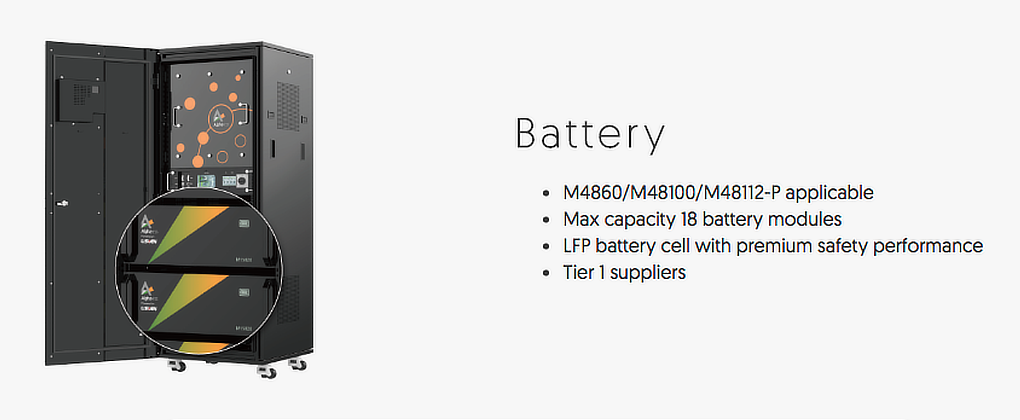 Battery
M4860/M48100/M48112-P applicable
Max capacity 18 battery modules
LFP battery cell with premium safety performance
Tier 1 suppliers